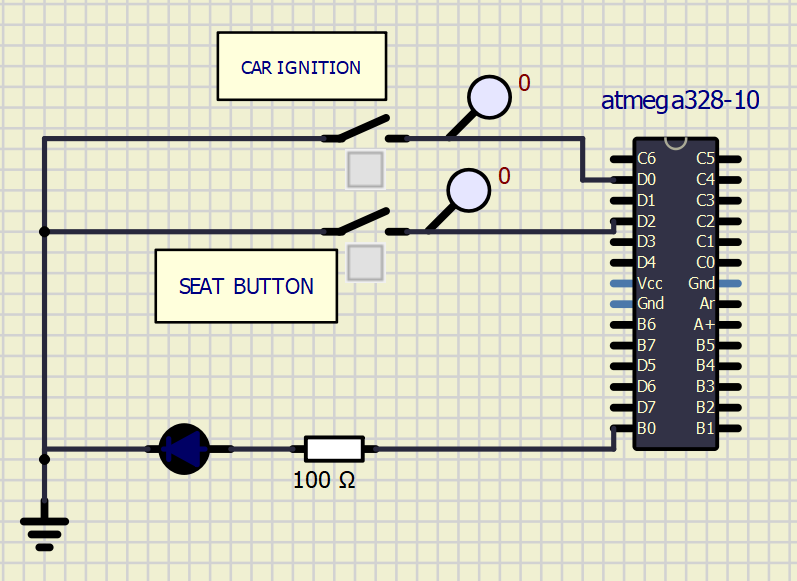 CAR IGNITION
0
atmega328-10
0
SEAT BUTTON
C6 C5
D0 C4
D1 C3
D2 C2
D3 C1
D4 C0
Vcc Gnd
Gnd Ar
B6 A+
B7 B5
D5 B4
D6 B3
D7 B2
B0 B1
100 Ω